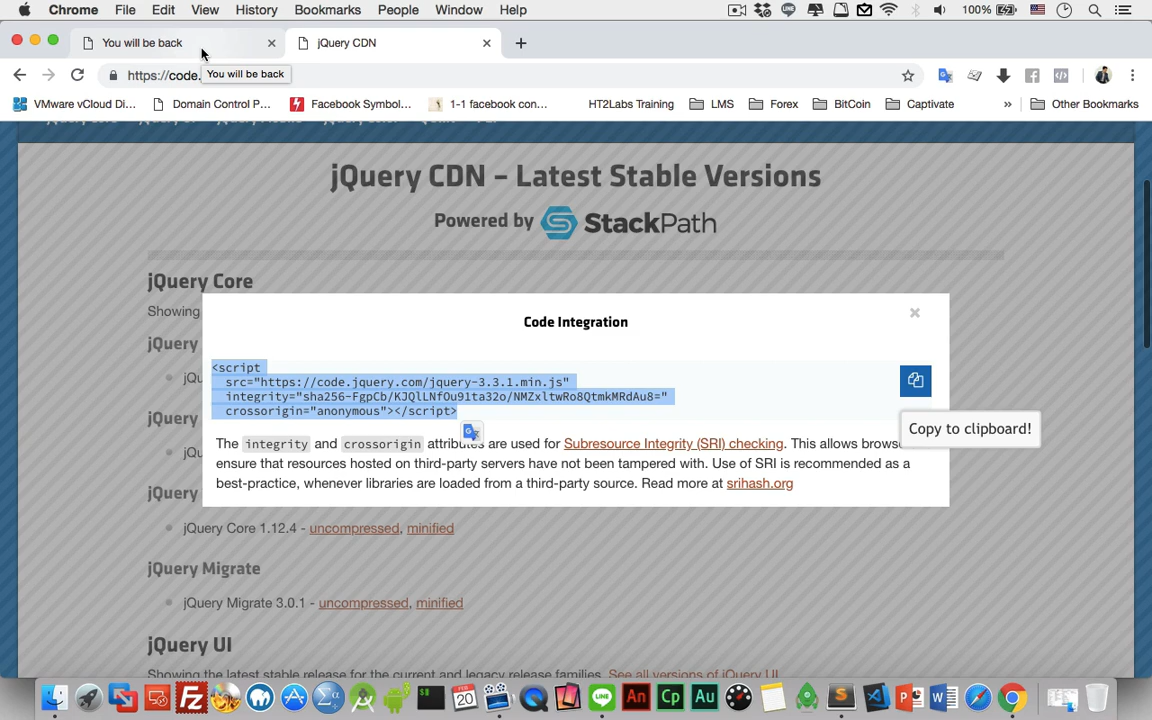 Chrome File Edit View History Bookmarks People Window Help 100%
You will be back jQuery CDN
https://code. You will be back
VMware vCloud Di... Domain Control P... Facebook Symbol... 1-1 facebook con... HT2Labs Training LMS Forex BitCoin Captivate » Other Bookmarks
jQuery CDN – Latest Stable Versions
Powered by StackPath
jQuery Core
Showing
jQuery
jQu
jQuery
jQu
Code Integration
<script
src="https://code.jquery.com/jquery-3.3.1.min.js"
integrity="sha256-FgpCb/KJQlLNfOu91ta32o/NMZxltwRo8QtmkMRdAu8="
crossorigin="anonymous"></script>
Copy to clipboard!
The integrity and crossorigin attributes are used for Subresource Integrity (SRI) checking. This allows browse
ensure that resources hosted on third-party servers have not been tampered with. Use of SRI is recommended as a
best-practice, whenever libraries are loaded from a third-party source. Read more at srihash.org
jQuery
jQuery Core 1.12.4 - uncompressed, minified
jQuery Migrate
jQuery Migrate 3.0.1 - uncompressed, minified
jQuery UI
Showing the latest stable release for the current and legacy release families. See all versions of jQuery UI.
FEB 20 LINE An Cp Au